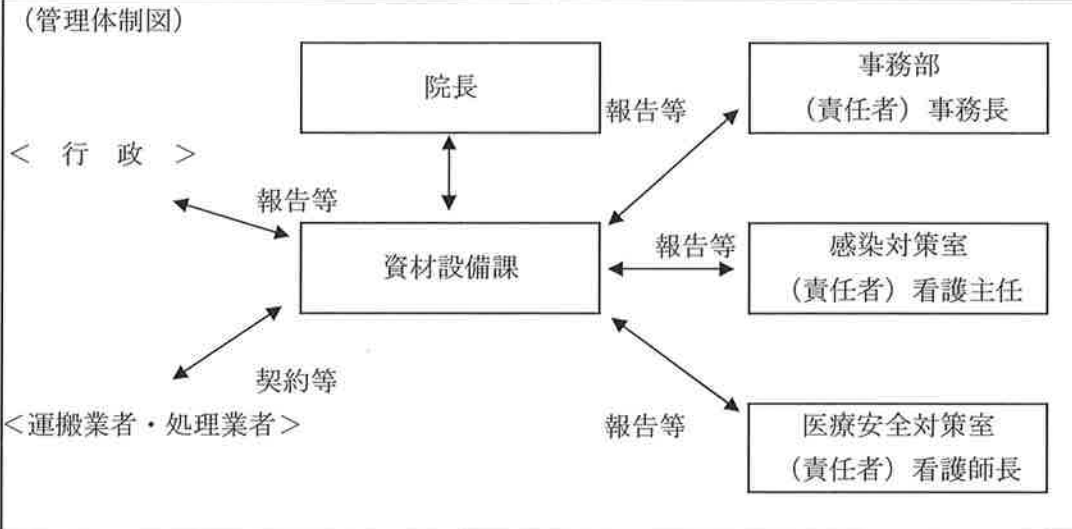 （管理体制図）
院長
事務部
（責任者）事務長
報告等
＜　行　政　＞
報告等
資材設備課
報告等
感染対策室
（責任者）看護主任
契約等
＜運搬業者・処理業者＞
報告等
医療安全対策室
（責任者）看護師長